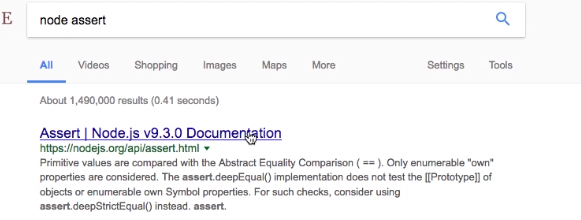 E
node assert
All Videos Shopping Images Maps More Settings Tools
About 1,490,000 results (0.41 seconds)
Assert | Node.js v9.3.0 Documentation
https://nodejs.org/api/assert.html
Primitive values are compared with the Abstract Equality Comparison ( == ). Only enumerable "own"
properties are considered. The assert.deepEqual() implementation does not test the [[Prototype]] of
objects or enumerable own Symbol properties. For such checks, consider using
assert.deepStrictEqual() instead. assert.